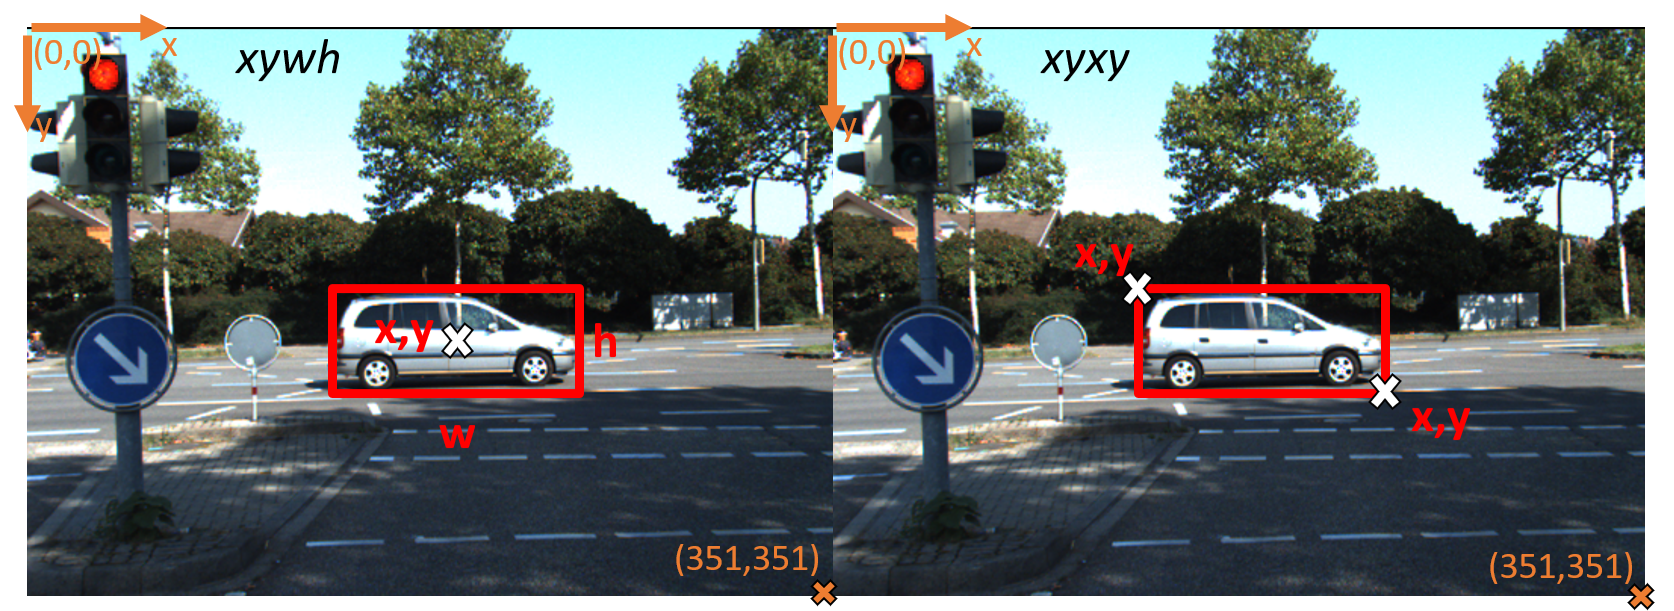 (0,0)
x
y
xywh
x,y
h
w
(351,351)
(0,0)
x
y
xyxy
x,y
x,y
(351,351)